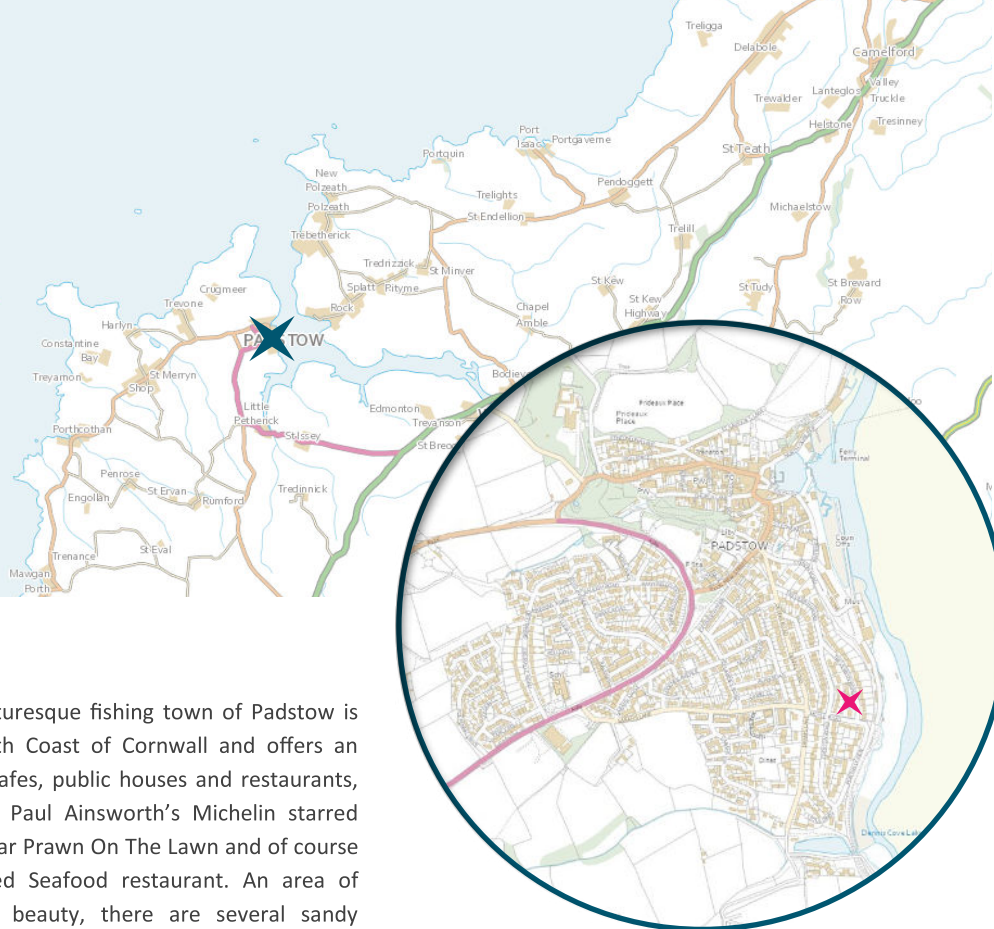 Treligga
Delabole
Camelford
Valley
Truckle
Lanteglos
Trewalder
Helstone
Tresinney
Port
Isaac
Portgaverne
St Teath
Portquin
New
Polzeath
Polzeath
Pendoggett
Trelights
St Endellion
Michaelstow
Trebetherick
Trelill
Tredrizzick
St Minver
Splatt
Rityme
Rock
St Kew
St Kew
Highway
St Tudy
St Breward
Row
Crugmeer
Trevone
Chapel
Amble
Harlyn
PADSTOW
Constantine
Bay
Treyarnon
St Merryn
Shop
Little
Petherick
Edmonton
Trevanson
Porthcothan
St Issey
Penrose
St Ervan
Engollan
Rumford
Tredinnick
St Eval
Trenance
Mawgan
Porth
Prideaux Place
Prideaux
Place
Ferry
Terminal
PADSTOW
Dennis Cove Lake
turesque fishing town of Padstow is
th Coast of Cornwall and offers an
afes, public houses and restaurants,
Paul Ainsworth’s Michelin starred
ar Prawn On The Lawn and of course
ed Seafood restaurant. An area of
beauty, there are several sandy